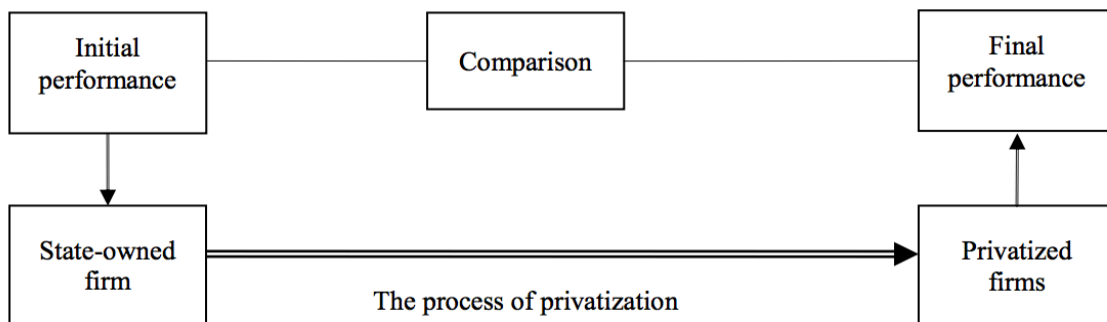 Initial
performance
Comparison
Final
performance
State-owned
firm
The process of privatization
Privatized
firms